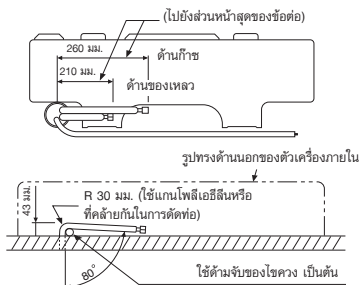 (ไปยังส่วนหน้าสุดของข้อต่อ)
260 มม.
ด้านก๊าซ
210 มม.
ด้านของเหลว
รูปทรงด้านนอกของตัวเครื่องภายใน
43 มม.
R 30 มม. (ใช้แกนโพลีเอธีลีนหรือ
ที่คล้ายกันในการดัดท่อ)
80°
ใช้ด้ามจับของไขควง เป็นต้น